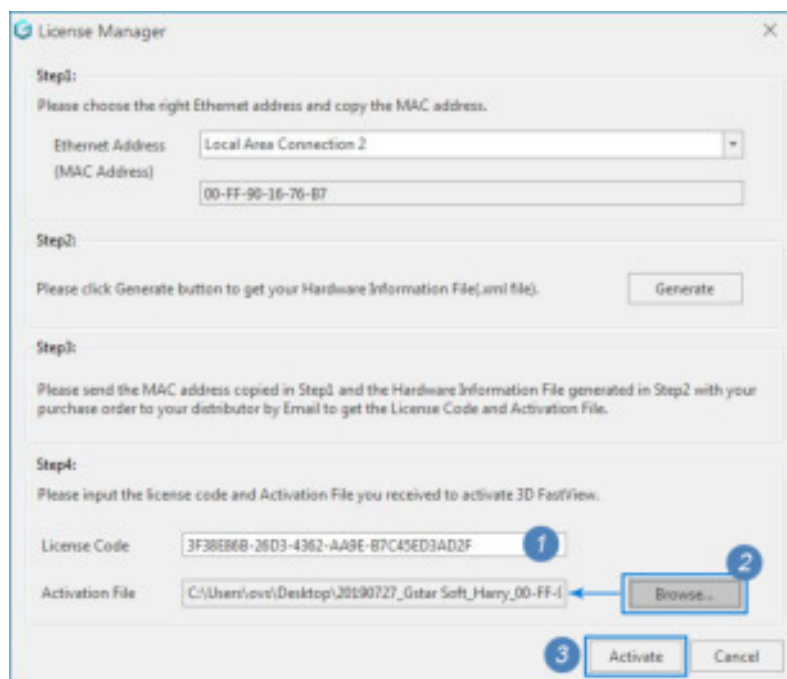 License Manager
Step1:
Please choose the right Ethernet address and copy the MAC address.
Ethernet Address
(MAC Address)
Local Area Connection 2
00-FF-90-16-76-B7
Step2:
Please click Generate button to get your Hardware Information File(.xml file).
Generate
Step3:
Please send the MAC address copied in Step1 and the Hardware Information File generated in Step2 with your
purchase order to your distributor by Email to get the License Code and Activation File.
Step4:
Please input the license code and Activation File you received to activate 3D FastView.
License Code
3F38E86B-26D3-4362-AA9E-B7C45ED3AD2F
1
2
Activation File
C:\Users\ovs\Desktop\20190727_Gstar Soft_Harry_00-FF-
Browse...
3
Activate
Cancel